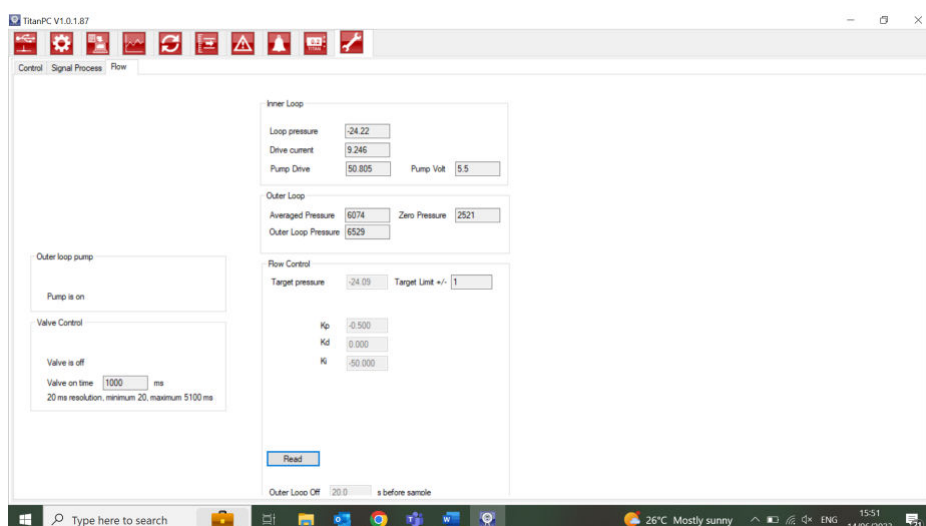 TitanPC V1.0.1.87
0.2
TITAN
Control Signal Process Flow
Inner Loop
Loop pressure -24.22
Drive current 9.246
Pump Drive 50.805 Pump Volt 5.5
Outer Loop
Averaged Pressure 6074 Zero Pressure 2521
Outer Loop Pressure 6529
Outer loop pump
Pump is on
Valve Control
Valve is off
Valve on time 1000 ms
20 ms resolution, minimum 20, maximum 5100 ms
Flow Control
Target pressure -24.09 Target Limit +/- 1
Kp -0.500
Kd 0.000
Ki -50.000
Read
Outer Loop Off 20.0 s before sample
Type here to search
26°C Mostly sunny
ENG
15:51